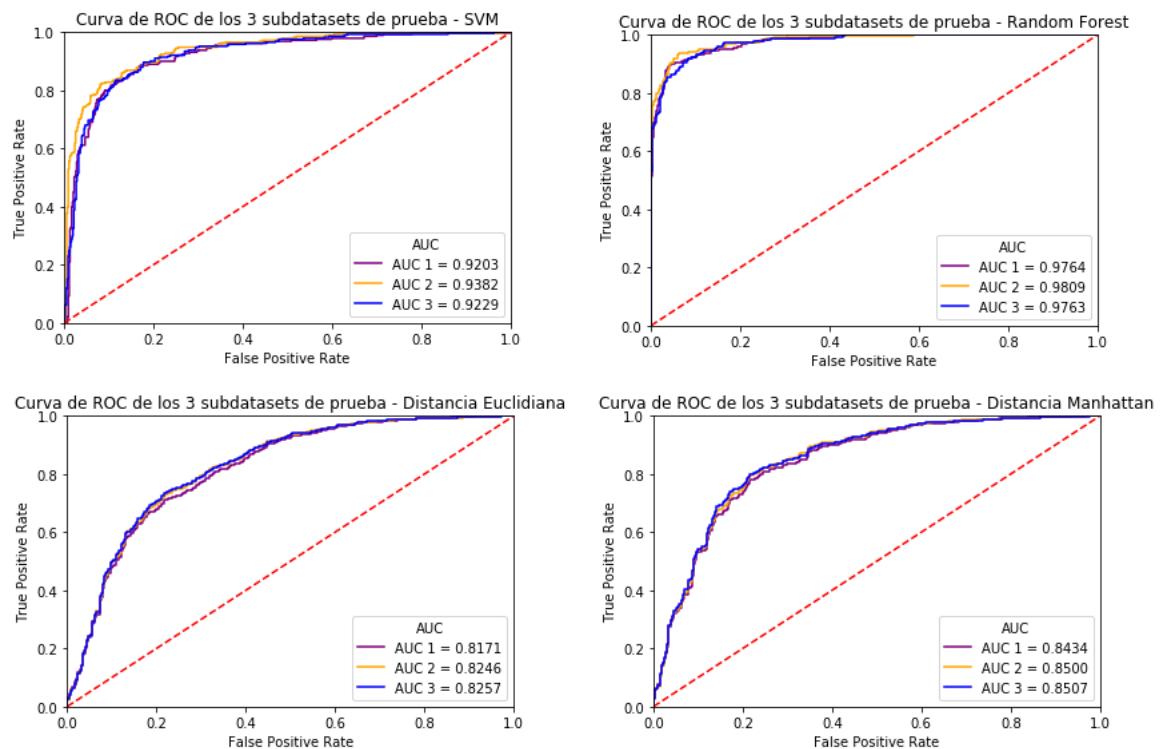 Curva de ROC de los 3 subdatasets de prueba - SVM
1.0
0.8
0.6
0.4
0.2
0.0
True Positive Rate
AUC
AUC 1 = 0.9203
AUC 2 = 0.9382
AUC 3 = 0.9229
0.0 0.2 0.4 0.6 0.8 1.0
False Positive Rate
Curva de ROC de los 3 subdatasets de prueba - Random Forest
1.0
0.8
0.6
0.4
0.2
0.0
True Positive Rate
AUC
AUC 1 = 0.9764
AUC 2 = 0.9809
AUC 3 = 0.9763
0.0 0.2 0.4 0.6 0.8 1.0
False Positive Rate
Curva de ROC de los 3 subdatasets de prueba - Distancia Euclidiana
1.0
0.8
0.6
0.4
0.2
0.0
True Positive Rate
AUC
AUC 1 = 0.8171
AUC 2 = 0.8246
AUC 3 = 0.8257
0.0 0.2 0.4 0.6 0.8 1.0
False Positive Rate
Curva de ROC de los 3 subdatasets de prueba - Distancia Manhattan
1.0
0.8
0.6
0.4
0.2
0.0
True Positive Rate
AUC
AUC 1 = 0.8434
AUC 2 = 0.8500
AUC 3 = 0.8507
0.0 0.2 0.4 0.6 0.8 1.0
False Positive Rate